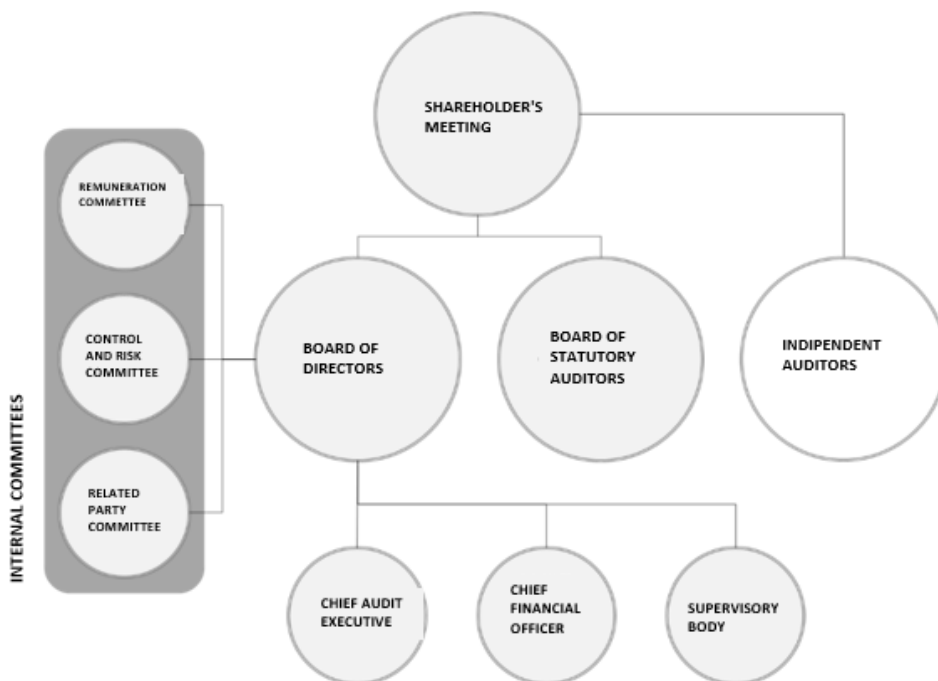 SHAREHOLDER'S
MEETING
REMUNERATION
COMMETTEE
CONTROL
AND RISK
COMMITTEE
RELATED
PARTY
COMMITTEE
INTERNAL COMMITTEES
BOARD OF
DIRECTORS
BOARD OF
STATUTORY
AUDITORS
INDIPENDENT
AUDITORS
CHIEF AUDIT
EXECUTIVE
CHIEF
FINANCIAL
OFFICER
SUPERVISORY
BODY